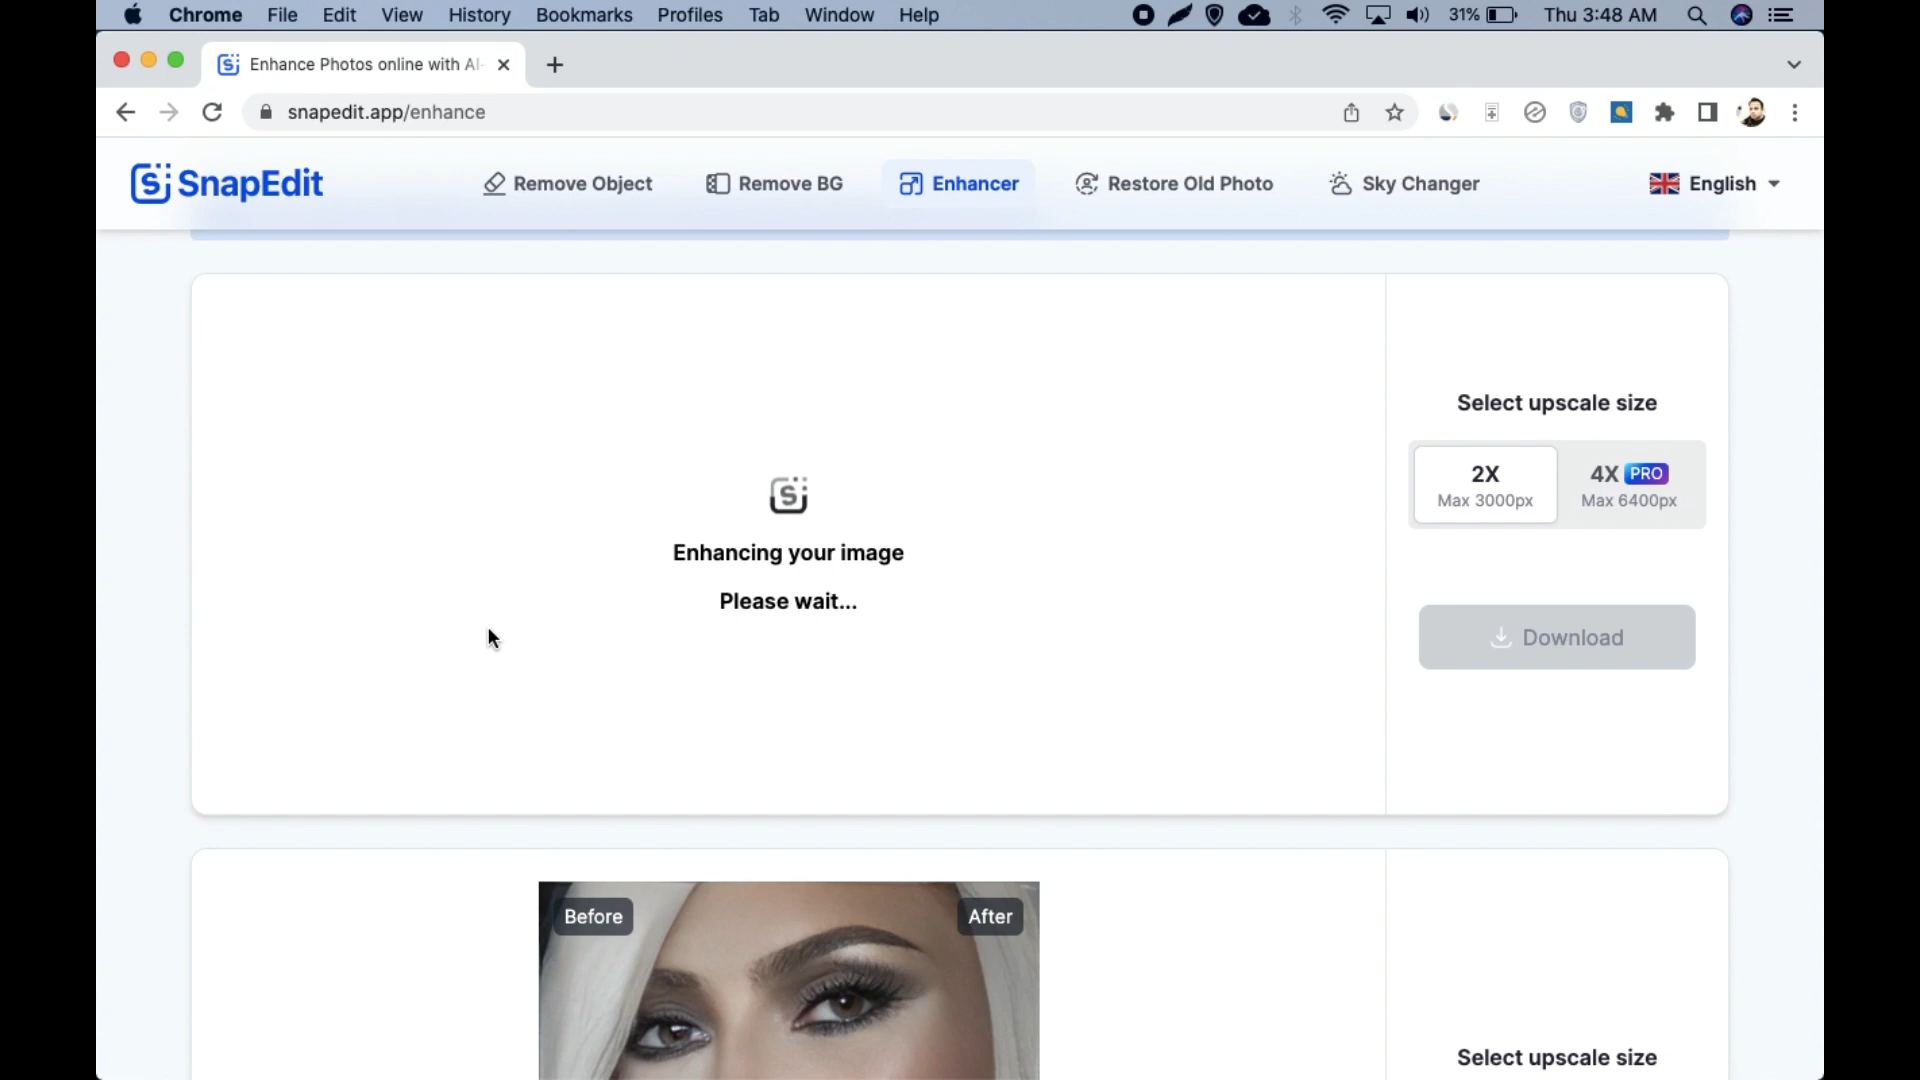 Chrome File Edit View History Bookmarks Profiles Tab Window Help 31% Thu 3:48 AM
Enhance Photos online with AI-
snapedit.app/enhance
SnapEdit Remove Object Remove BG Enhancer Restore Old Photo Sky Changer English
Select upscale size
2X 4X PRO
Max 3000px Max 6400px
Enhancing your image
Please wait...
Download
Before After
Select upscale size